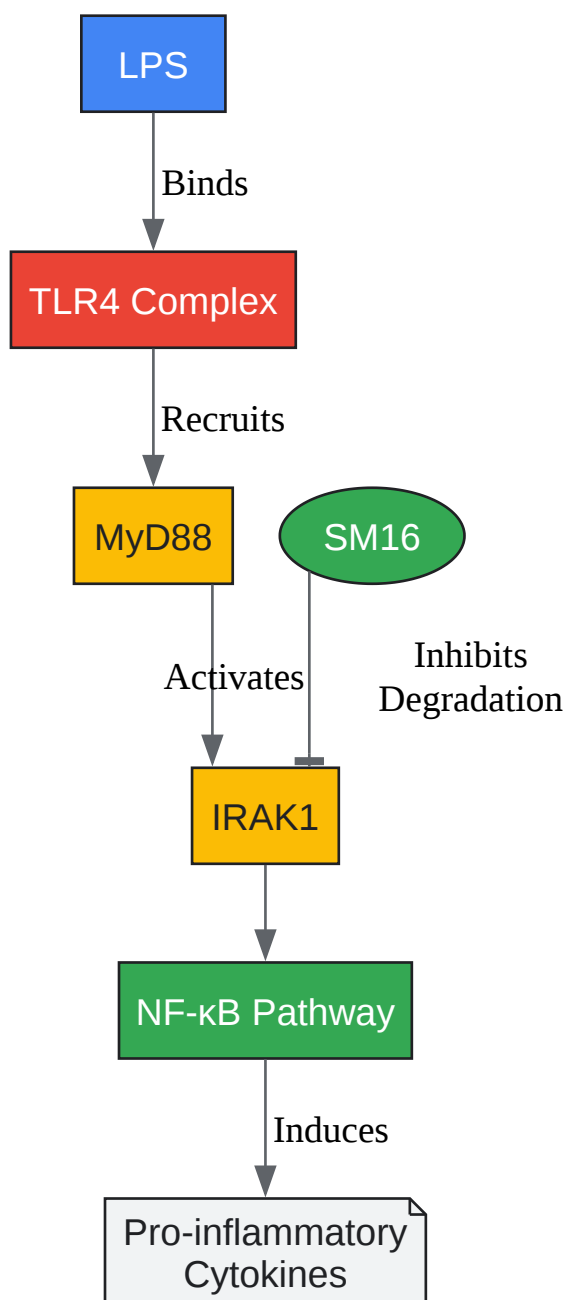 LPS
Binds
TLR4 Complex
Recruits
MyD88
SM16
Activates
Inhibits
Degradation
IRAK1
NF-κB Pathway
Induces
Pro-inflammatory
Cytokines